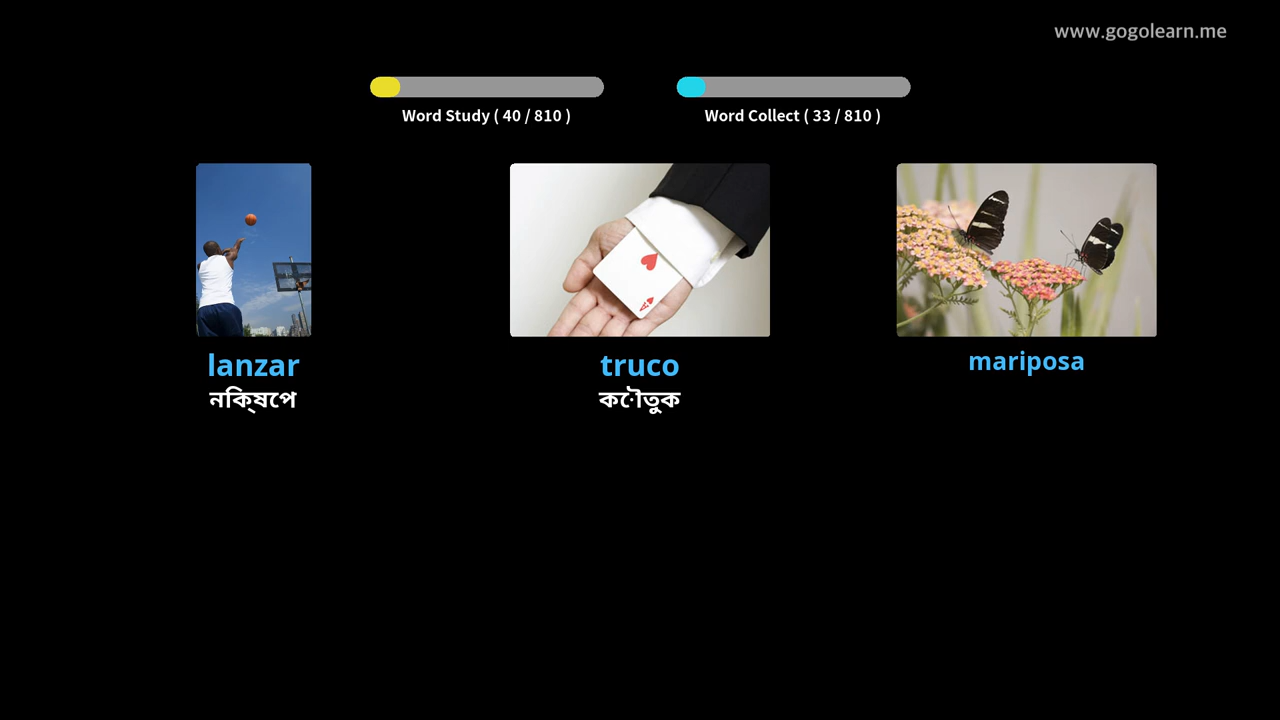 www.gogolearn.me
Word Study ( 40 / 810 )
Word Collect ( 33 / 810 )
lanzar
নিক্ষেপ
truco
কৌতুক
mariposa